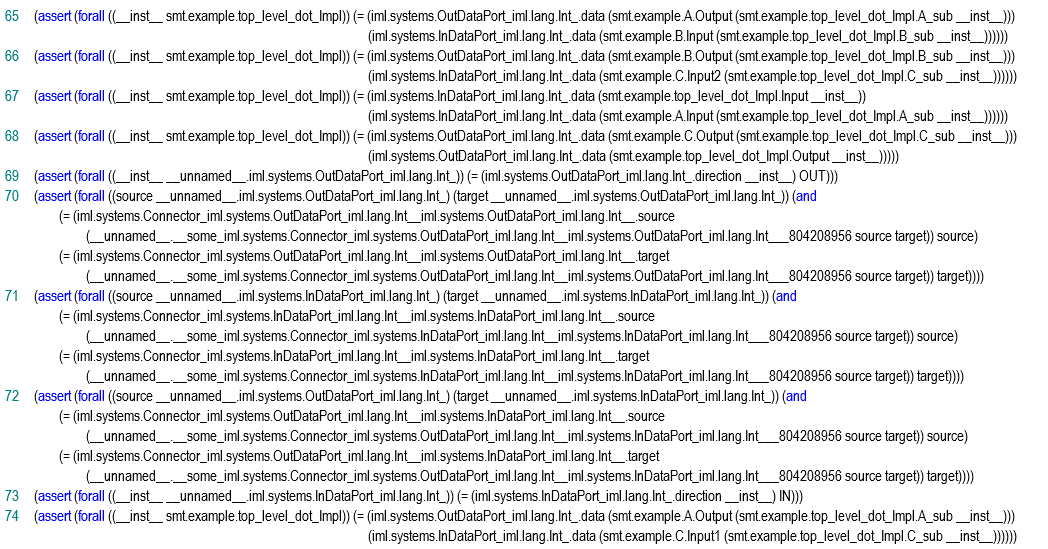 65 (assert (forall ((__inst__ smt.example.top_level_dot_Impl)) (= (iml.systems.OutDataPort_iml.lang.Int_.data (smt.example.A.Output (smt.example.top_level_dot_Impl.A_sub __inst__)))
(iml.systems.InDataPort_iml.lang.Int_.data (smt.example.B.Input (smt.example.top_level_dot_Impl.B_sub __inst__))))))
66 (assert (forall ((__inst__ smt.example.top_level_dot_Impl)) (= (iml.systems.OutDataPort_iml.lang.Int_.data (smt.example.B.Output (smt.example.top_level_dot_Impl.B_sub __inst__)))
(iml.systems.InDataPort_iml.lang.Int_.data (smt.example.C.Input2 (smt.example.top_level_dot_Impl.C_sub __inst__))))))
67 (assert (forall ((__inst__ smt.example.top_level_dot_Impl)) (= (iml.systems.InDataPort_iml.lang.Int_.data (smt.example.top_level_dot_Impl.Input __inst__))
(iml.systems.InDataPort_iml.lang.Int_.data (smt.example.A.Input (smt.example.top_level_dot_Impl.A_sub __inst__))))))
68 (assert (forall ((__inst__ smt.example.top_level_dot_Impl)) (= (iml.systems.OutDataPort_iml.lang.Int_.data (smt.example.C.Output (smt.example.top_level_dot_Impl.C_sub __inst__)))
(iml.systems.OutDataPort_iml.lang.Int_.data (smt.example.top_level_dot_Impl.Output __inst__)))))
69 (assert (forall ((__inst__ __unnamed__.iml.systems.OutDataPort_iml.lang.Int_)) (= (iml.systems.OutDataPort_iml.lang.Int_.direction __inst__) OUT)))
70 (assert (forall ((source __unnamed__.iml.systems.OutDataPort_iml.lang.Int_) (target __unnamed__.iml.systems.OutDataPort_iml.lang.Int_)) (and
(= (iml.systems.Connector_iml.systems.OutDataPort_iml.lang.Int__iml.systems.OutDataPort_iml.lang.Int__.source
(__unnamed__.__some_iml.systems.Connector_iml.systems.OutDataPort_iml.lang.Int__iml.systems.OutDataPort_iml.lang.Int___804208956 source target)) source)
(= (iml.systems.Connector_iml.systems.OutDataPort_iml.lang.Int__iml.systems.OutDataPort_iml.lang.Int__.target
(__unnamed__.__some_iml.systems.Connector_iml.systems.OutDataPort_iml.lang.Int__iml.systems.OutDataPort_iml.lang.Int___804208956 source target)) target))))
71 (assert (forall ((source __unnamed__.iml.systems.InDataPort_iml.lang.Int_) (target __unnamed__.iml.systems.InDataPort_iml.lang.Int_)) (and
(= (iml.systems.Connector_iml.systems.InDataPort_iml.lang.Int__iml.systems.InDataPort_iml.lang.Int__.source
(__unnamed__.__some_iml.systems.Connector_iml.systems.InDataPort_iml.lang.Int__iml.systems.InDataPort_iml.lang.Int___804208956 source target)) source)
(= (iml.systems.Connector_iml.systems.InDataPort_iml.lang.Int__iml.systems.InDataPort_iml.lang.Int__.target
(__unnamed__.__some_iml.systems.Connector_iml.systems.InDataPort_iml.lang.Int__iml.systems.InDataPort_iml.lang.Int___804208956 source target)) target))))
72 (assert (forall ((source __unnamed__.iml.systems.OutDataPort_iml.lang.Int_) (target __unnamed__.iml.systems.InDataPort_iml.lang.Int_)) (and
(= (iml.systems.Connector_iml.systems.OutDataPort_iml.lang.Int__iml.systems.InDataPort_iml.lang.Int__.source
(__unnamed__.__some_iml.systems.Connector_iml.systems.OutDataPort_iml.lang.Int__iml.systems.InDataPort_iml.lang.Int___804208956 source target)) source)
(= (iml.systems.Connector_iml.systems.OutDataPort_iml.lang.Int__iml.systems.InDataPort_iml.lang.Int__.target
(__unnamed__.__some_iml.systems.Connector_iml.systems.OutDataPort_iml.lang.Int__iml.systems.InDataPort_iml.lang.Int___804208956 source target)) target))))
73 (assert (forall ((__inst__ __unnamed__.iml.systems.InDataPort_iml.lang.Int_)) (= (iml.systems.InDataPort_iml.lang.Int_.direction __inst__) IN)))
74 (assert (forall ((__inst__ smt.example.top_level_dot_Impl)) (= (iml.systems.OutDataPort_iml.lang.Int_.data (smt.example.A.Output (smt.example.top_level_dot_Impl.A_sub __inst__)))
(iml.systems.InDataPort_iml.lang.Int_.data (smt.example.C.Input1 (smt.example.top_level_dot_Impl.C_sub __inst__))))))